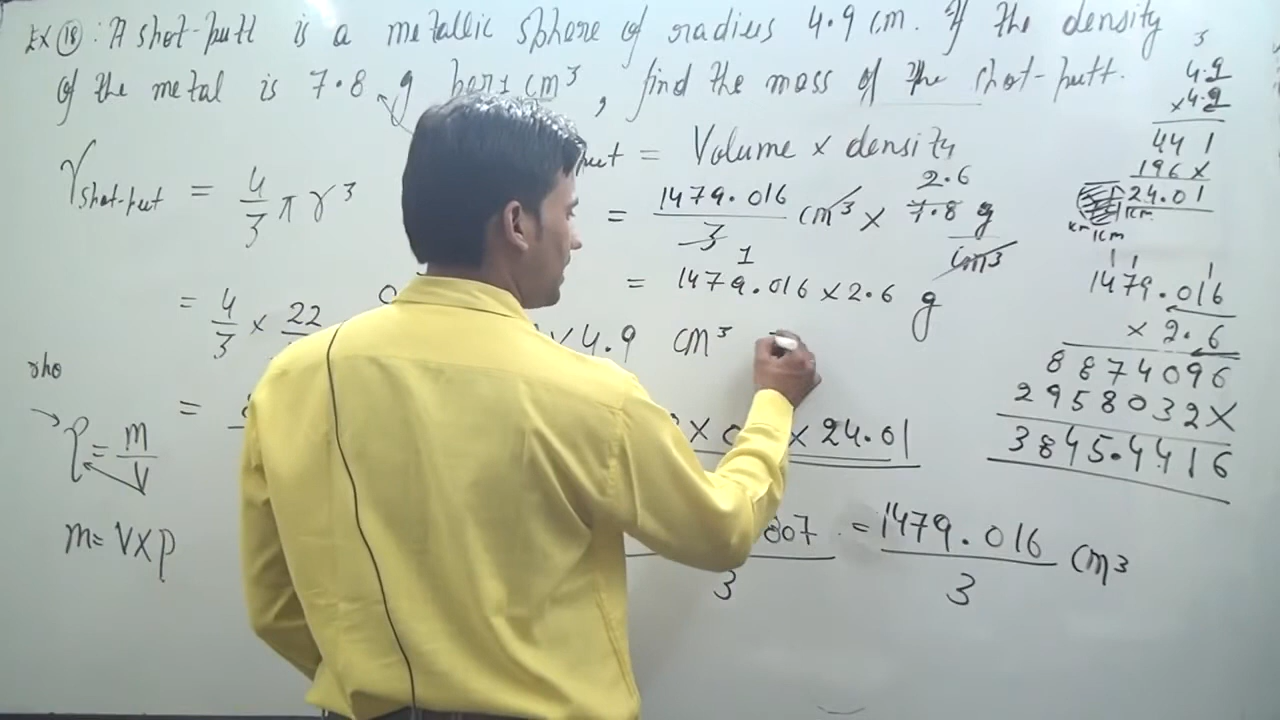 Ex 18 : A shot-putt is a metallic sphere of radius 4.9 cm. If the density
of the metal is 7.8 g per 1 cm³, find the mass of the shot-putt.
put = Volume × density
V shot-put = 4/3 π r³
= 1479.016/3 cm³ × 7.8 g/cm³
2.6
1
= 1479.016 × 2.6 g
= 4/3 × 22
× 4.9 cm³
=
× 24.01
807/3 = 1479.016/3 cm³
rho
ρ = m/V
m = V × ρ
3
4.9
×4.9
441
196×
24.01
1479.016
× 2.6
8874096
2958032×
3845.4416